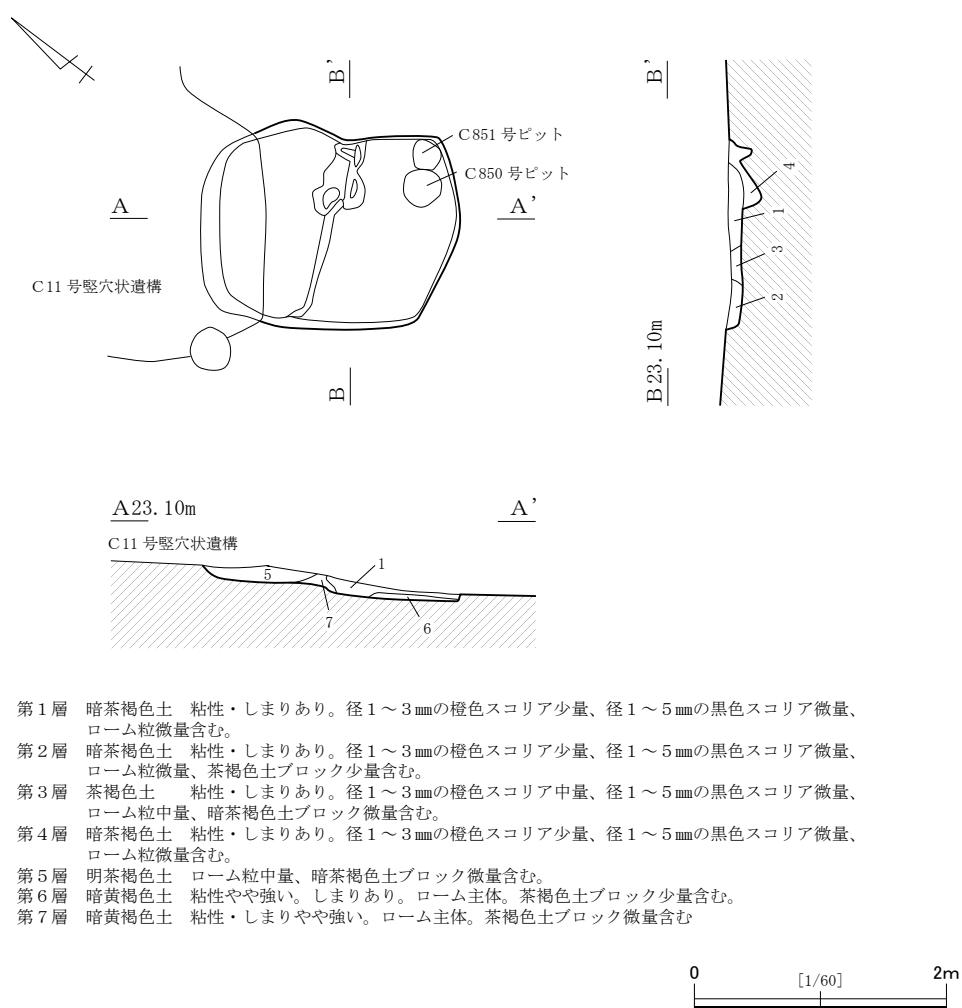 B'
B'
C851 号ピット
C850 号ピット
A
A'
4
1
3
2
C11 号竪穴状遺構
B
B23.10m
A23.10m
A'
C11 号竪穴状遺構
5
1
7
6
第1層　暗茶褐色土　粘性・しまりあり。径1～3㎜の橙色スコリア少量、径1～5㎜の黒色スコリア微量、
ローム粒微量含む。
第2層　暗茶褐色土　粘性・しまりあり。径1～3㎜の橙色スコリア少量、径1～5㎜の黒色スコリア微量、
ローム粒微量、茶褐色土ブロック少量含む。
第3層　茶褐色土　　粘性・しまりあり。径1～3㎜の橙色スコリア中量、径1～5㎜の黒色スコリア微量、
ローム粒中量、暗茶褐色土ブロック微量含む。
第4層　暗茶褐色土　粘性・しまりあり。径1～3㎜の橙色スコリア少量、径1～5㎜の黒色スコリア微量、
ローム粒微量含む。
第5層　明茶褐色土　ローム粒中量、暗茶褐色土ブロック微量含む。
第6層　暗黄褐色土　粘性やや強い。しまりあり。ローム主体。茶褐色土ブロック少量含む。
第7層　暗黄褐色土　粘性・しまりやや強い。ローム主体。茶褐色土ブロック微量含む
0
[1/60]
2m